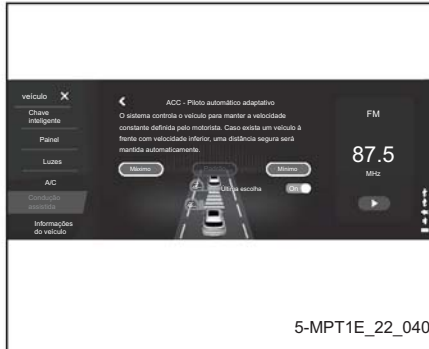 veículo ×
Chave
inteligente
Painel
Luzes
A/C
Condução
assistida
Informações
do veículo
ACC - Piloto automático adaptativo
O sistema controla o veículo para manter a velocidade
constante definida pelo motorista. Caso exista um veículo à
frente com velocidade inferior, uma distância segura será
mantida automaticamente.
Máximo
Mínimo
Última escolha
On
FM
87.5
MHz
5-MPT1E_22_040